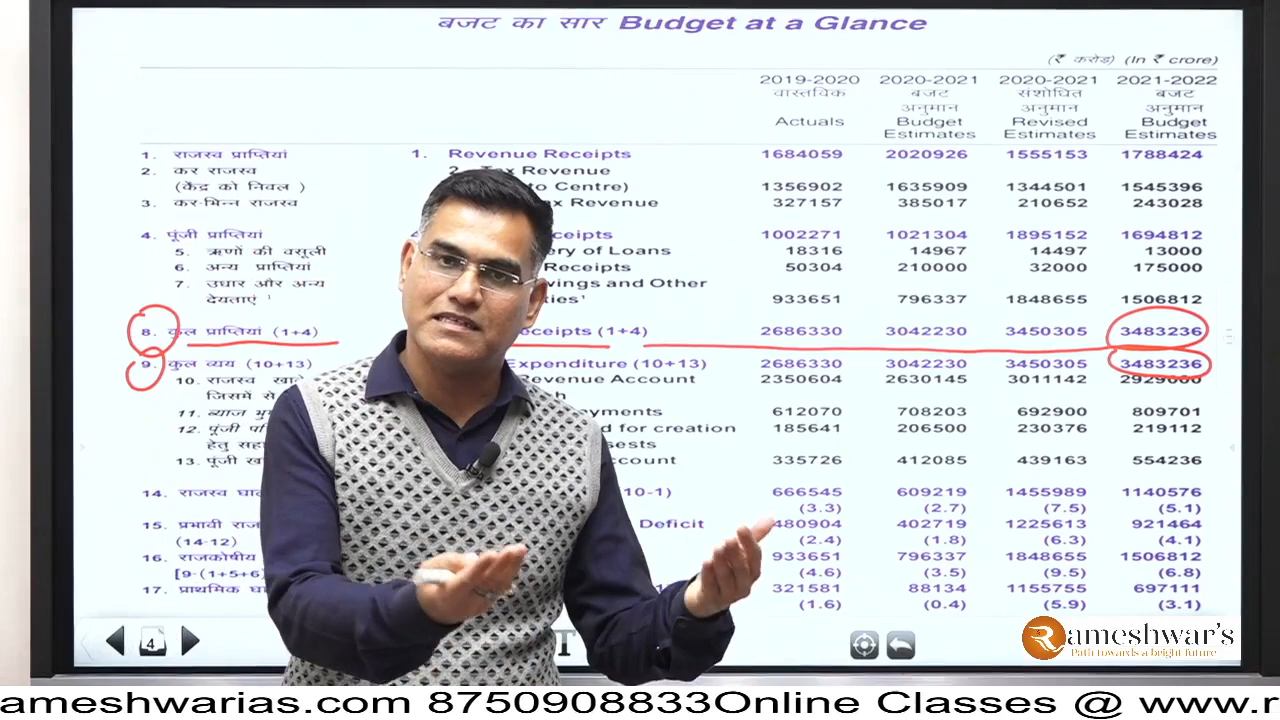 बजट का सार Budget at a Glance
(₹ करोड़) (In ₹ crore)
2019-2020 2020-2021 2020-2021 2021-2022
वास्तविक बजट संशोधित बजट
अनुमान अनुमान अनुमान
Actuals Budget Revised Budget
Estimates Estimates Estimates
1. राजस्व प्राप्तियां 1. Revenue Receipts 1684059 2020926 1555153 1788424
2. कर राजस्व 2. Tax Revenue
(केंद्र को निवल ) to Centre) 1356902 1635909 1344501 1545396
3. कर-भिन्न राजस्व Revenue 327157 385017 210652 243028
4. पूंजी प्राप्तियां 1002271 1021304 1895152 1694812
5. ऋणों की वसूली of Loans 18316 14967 14497 13000
6. अन्य प्राप्तियां Receipts 50304 210000 32000 175000
7. उधार और अन्य and Other
देयताएं ¹ 933651 796337 1848655 1506812
8. कुल प्राप्तियां (1+4) (1+4) 2686330 3042230 3450305 3483236
9. कुल व्यय (10+13) Expenditure (10+13) 2686330 3042230 3450305 3483236
10. राजस्व Revenue Account 2350604 2630145 3011142 2929000
जिसमें से
11. ब्याज 612070 708203 692900 809701
12. पूंजी for creation 185641 206500 230376 219112
हेतु
13. पूंजी Account 335726 412085 439163 554236
14. राजस्व 10-1) 666545 609219 1455989 1140576
(3.3) (2.7) (7.5) (5.1)
15. प्रभावी Deficit 480904 402719 1225613 921464
(14-12) (2.4) (1.8) (6.3) (4.1)
16. राजकोषीय 933651 796337 1848655 1506812
[9-(1+5+6) (4.6) (3.5) (9.5) (6.8)
17. प्राथमिक 321581 88134 1155755 697111
(1.6) (0.4) (5.9) (3.1)
4
Rameshwar's
Path towards a bright future
ameshwarias.com 8750908833Online Classes @ www.r